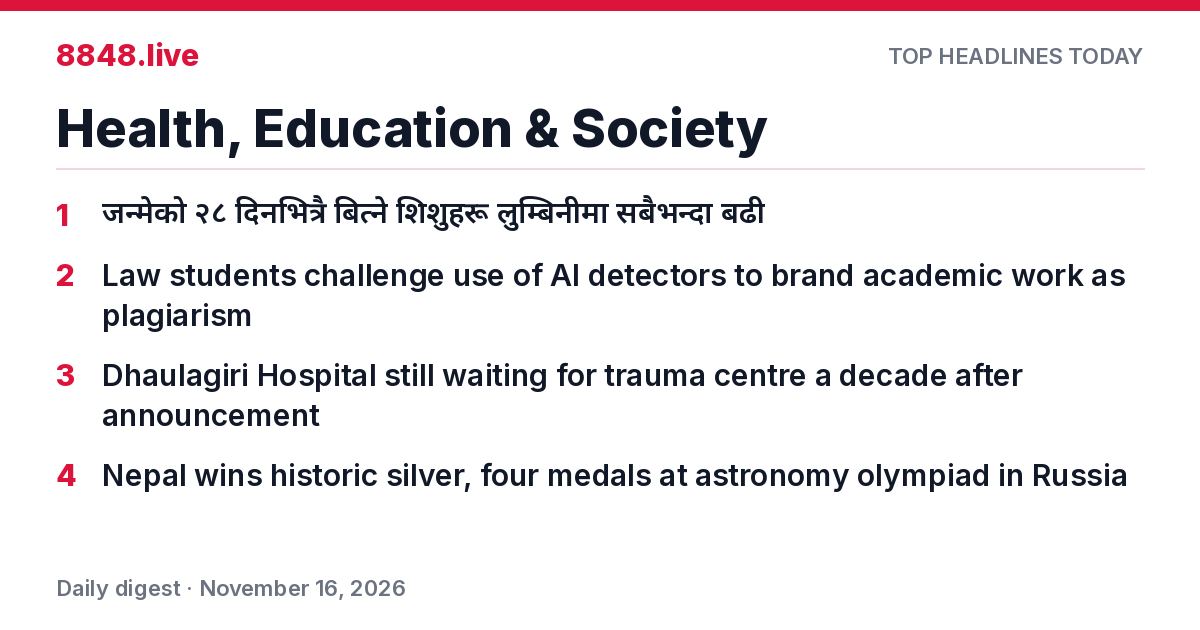 8848.live
TOP HEADLINES TODAY
Health, Education & Society
1 जन्मेको २८ दिनभित्रै बित्ने शिशुहरू लुम्बिनीमा सबैभन्दा बढी
2 Law students challenge use of AI detectors to brand academic work as
plagiarism
3 Dhaulagiri Hospital still waiting for trauma centre a decade after
announcement
4 Nepal wins historic silver, four medals at astronomy olympiad in Russia
Daily digest · November 16, 2026